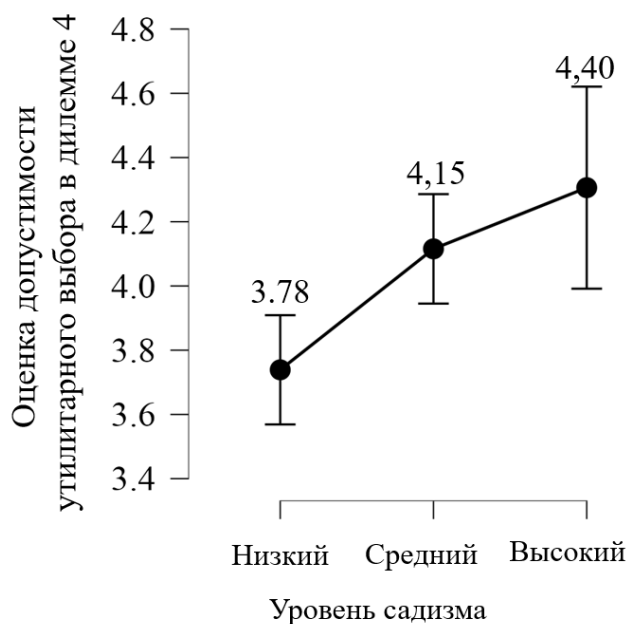 Оценка допустимости
утилитарного выбора в дилемме 4
4.8
4.6
4.4
4.2
4.0
3.8
3.6
3.4
3.78
4,15
4,40
Низкий Средний Высокий
Уровень садизма